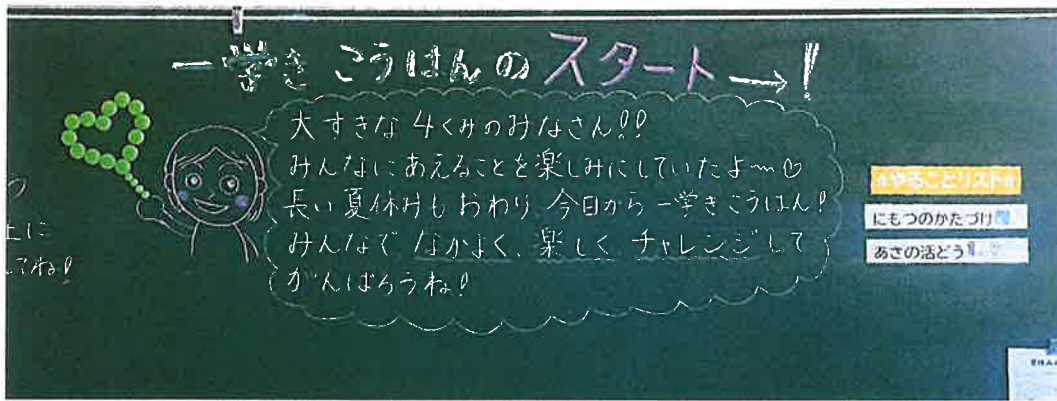 一学きこうはんのスタート→!
大すきな4くみのみなさん!!
みんなにあえることを楽しみにしていたよ〜♡
長い夏休みもおわり、今日から一学きこうはん!
みんなでなかよく、楽しくチャレンジして
がんばろうね!
やることリスト
にもつのかたづけ
あさの活どう
上に
てね!